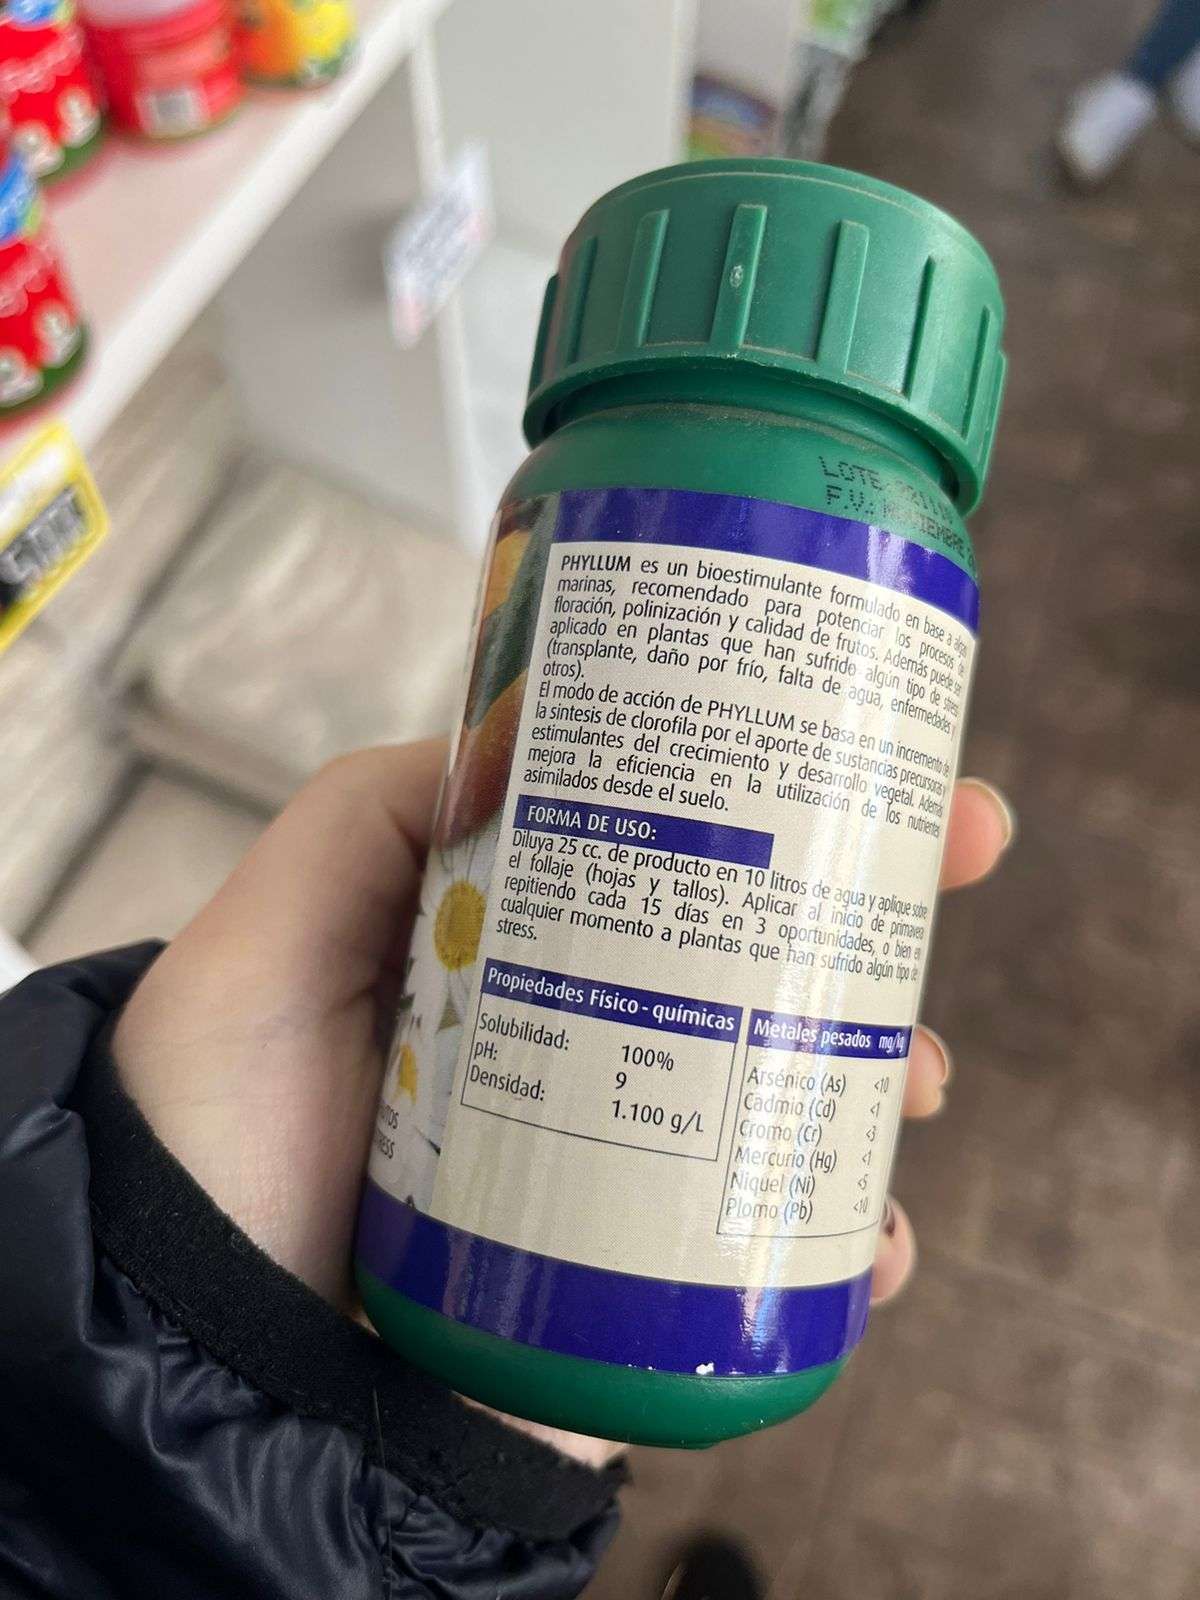 LOTE
F.V.:
PHYLLUM es un bioestimulante formulado en base a algas
marinas, recomendado para potenciar los procesos de
floración, polinización y calidad de frutos. Además puede ser
aplicado en plantas que han sufrido algún tipo de stress
(transplante, daño por frío, falta de agua, enfermedades y
otros).
El modo de acción de PHYLLUM se basa en un incremento de
la síntesis de clorofila por el aporte de sustancias precursoras y
estimulantes del crecimiento y desarrollo vegetal. Además
mejora la eficiencia en la utilización de los nutrientes
asimilados desde el suelo.
FORMA DE USO:
Diluya 25 cc. de producto en 10 litros de agua y aplique sobre
el follaje (hojas y tallos). Aplicar al inicio de primavera
repitiendo cada 15 días en 3 oportunidades, o bien en
cualquier momento a plantas que han sufrido algún tipo de
stress.
Propiedades Físico - químicas
Solubilidad: 100%
pH: 9
Densidad: 1.100 g/L
Metales pesados mg/kg
Arsénico (As) <10
Cadmio (Cd) <1
Cromo (Cr) <3
Mercurio (Hg) <1
Niquel (Ni) <5
Plomo (Pb) <10